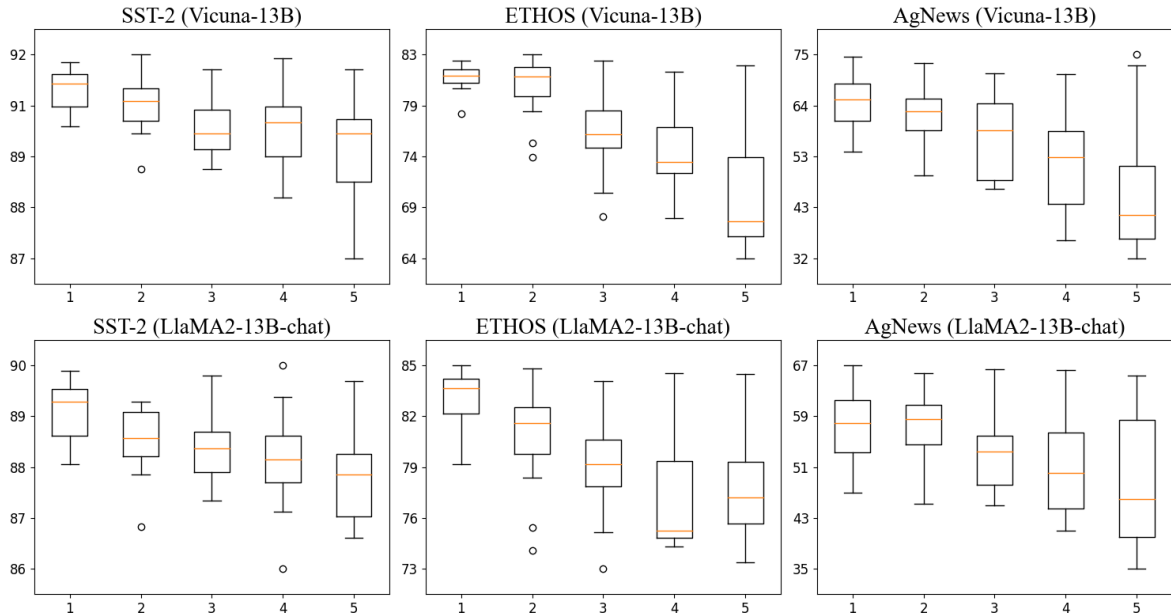 SST-2 (Vicuna-13B)
92
91
89
88
87
1 2 3 4 5
ETHOS (Vicuna-13B)
83
79
74
69
64
1 2 3 4 5
AgNews (Vicuna-13B)
75
64
53
43
32
1 2 3 4 5
SST-2 (LlaMA2-13B-chat)
90
89
88
87
86
1 2 3 4 5
ETHOS (LlaMA2-13B-chat)
85
82
79
76
73
1 2 3 4 5
AgNews (LlaMA2-13B-chat)
67
59
51
43
35
1 2 3 4 5